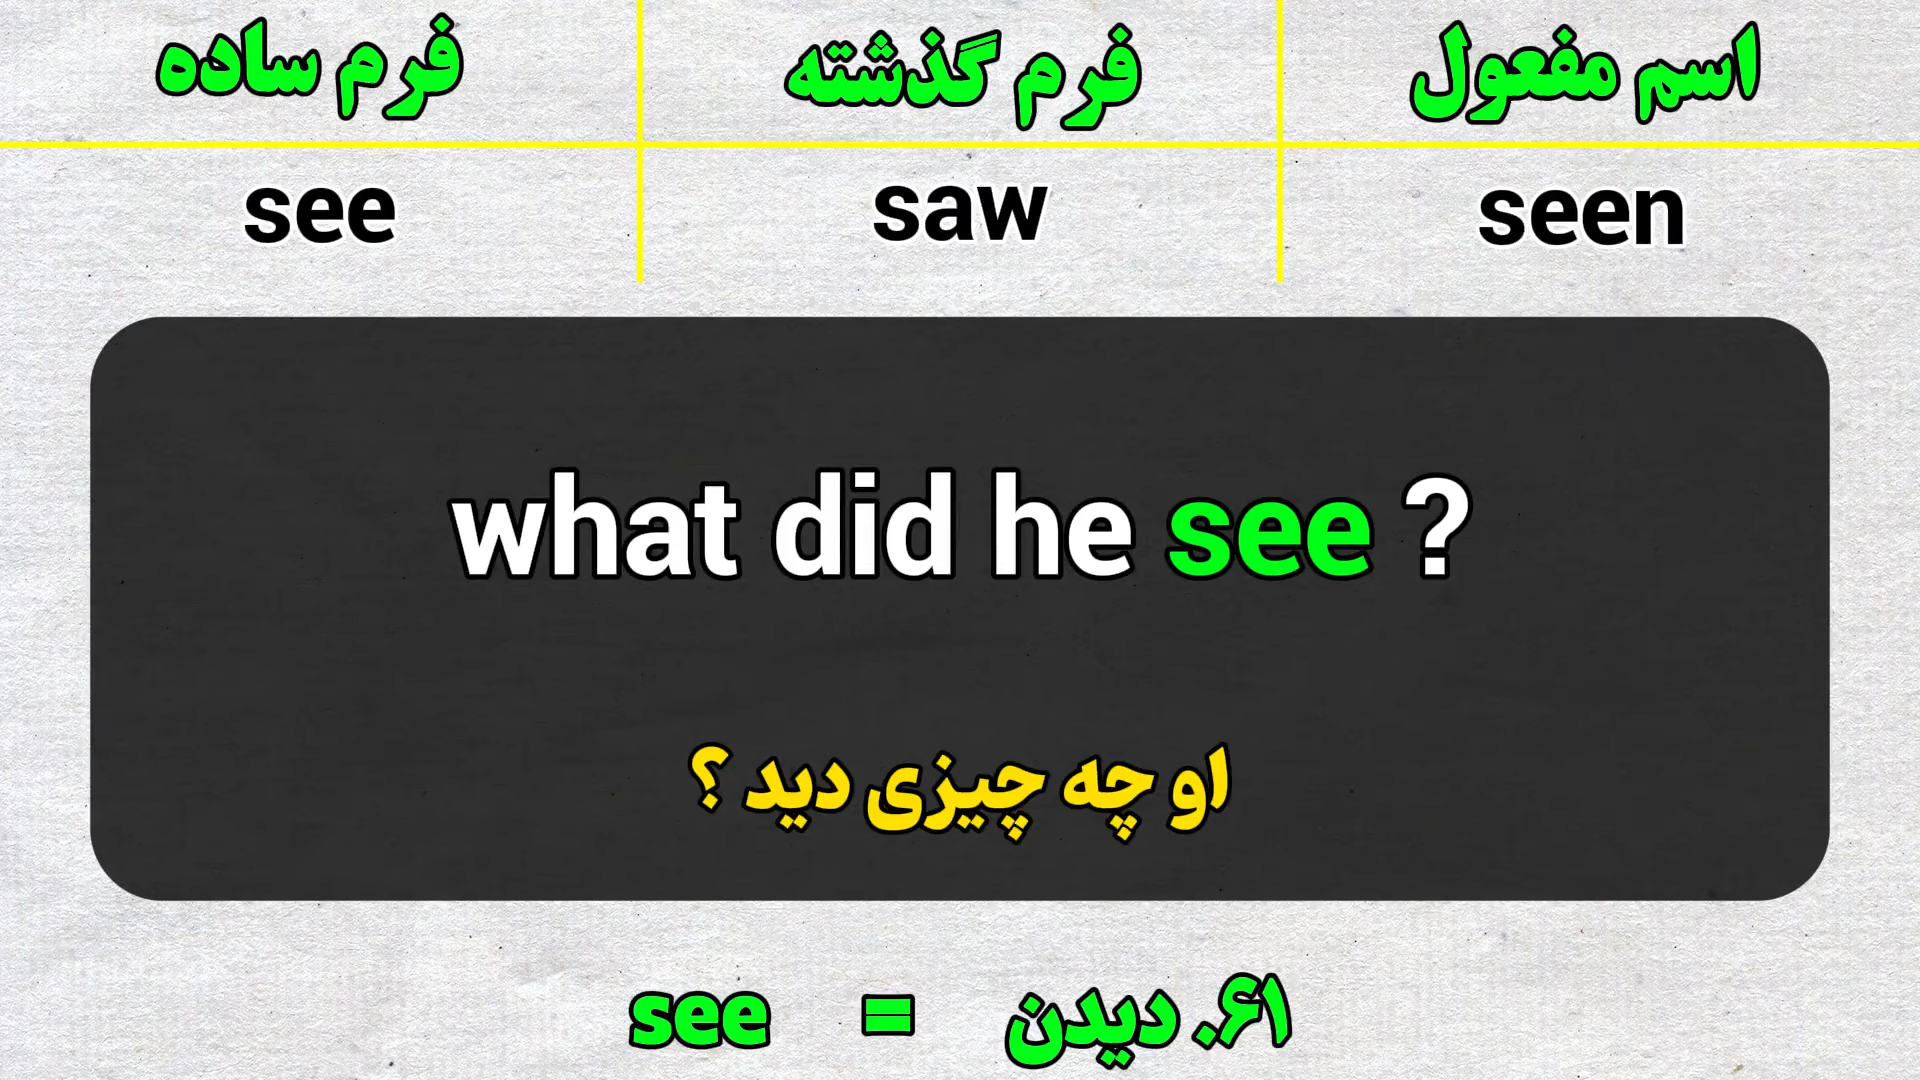 فرم ساده فرم گذشته اسم مفعول
see saw seen
what did he see ?
او چه چیزی دید ؟
۶۱. دیدن = see